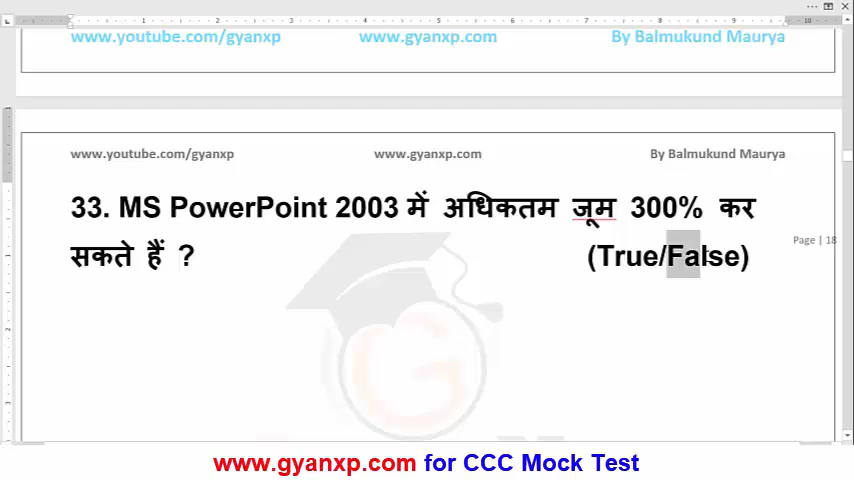 www.youtube.com/gyanxp www.gyanxp.com By Balmukund Maurya
www.youtube.com/gyanxp www.gyanxp.com By Balmukund Maurya
33. MS PowerPoint 2003 में अधिकतम जूम 300% कर
Page | 18
सकते हैं ? (True/False)
www.gyanxp.com for CCC Mock Test